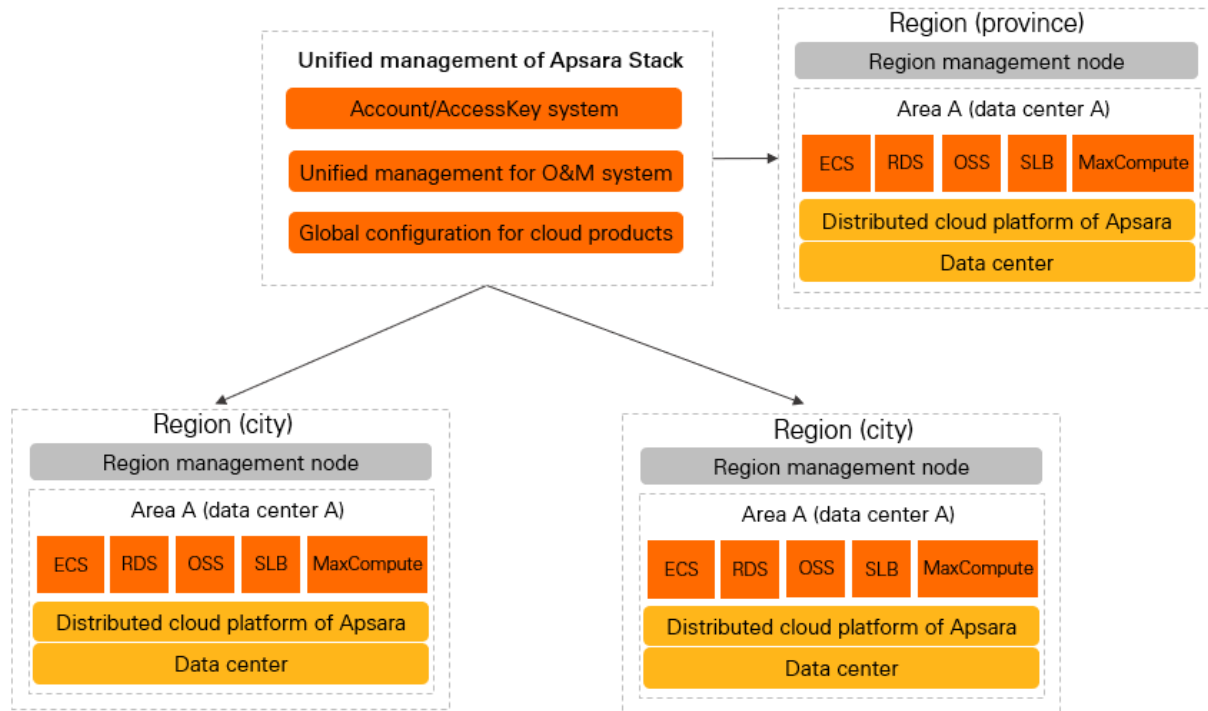 Unified management of Apsara Stack
Account/AccessKey system
Unified management for O&M system
Global configuration for cloud products
Region (province)
Region management node
Area A (data center A)
ECS RDS OSS SLB MaxCompute
Distributed cloud platform of Apsara
Data center
Region (city)
Region management node
Area A (data center A)
ECS RDS OSS SLB MaxCompute
Distributed cloud platform of Apsara
Data center
Region (city)
Region management node
Area A (data center A)
ECS RDS OSS SLB MaxCompute
Distributed cloud platform of Apsara
Data center